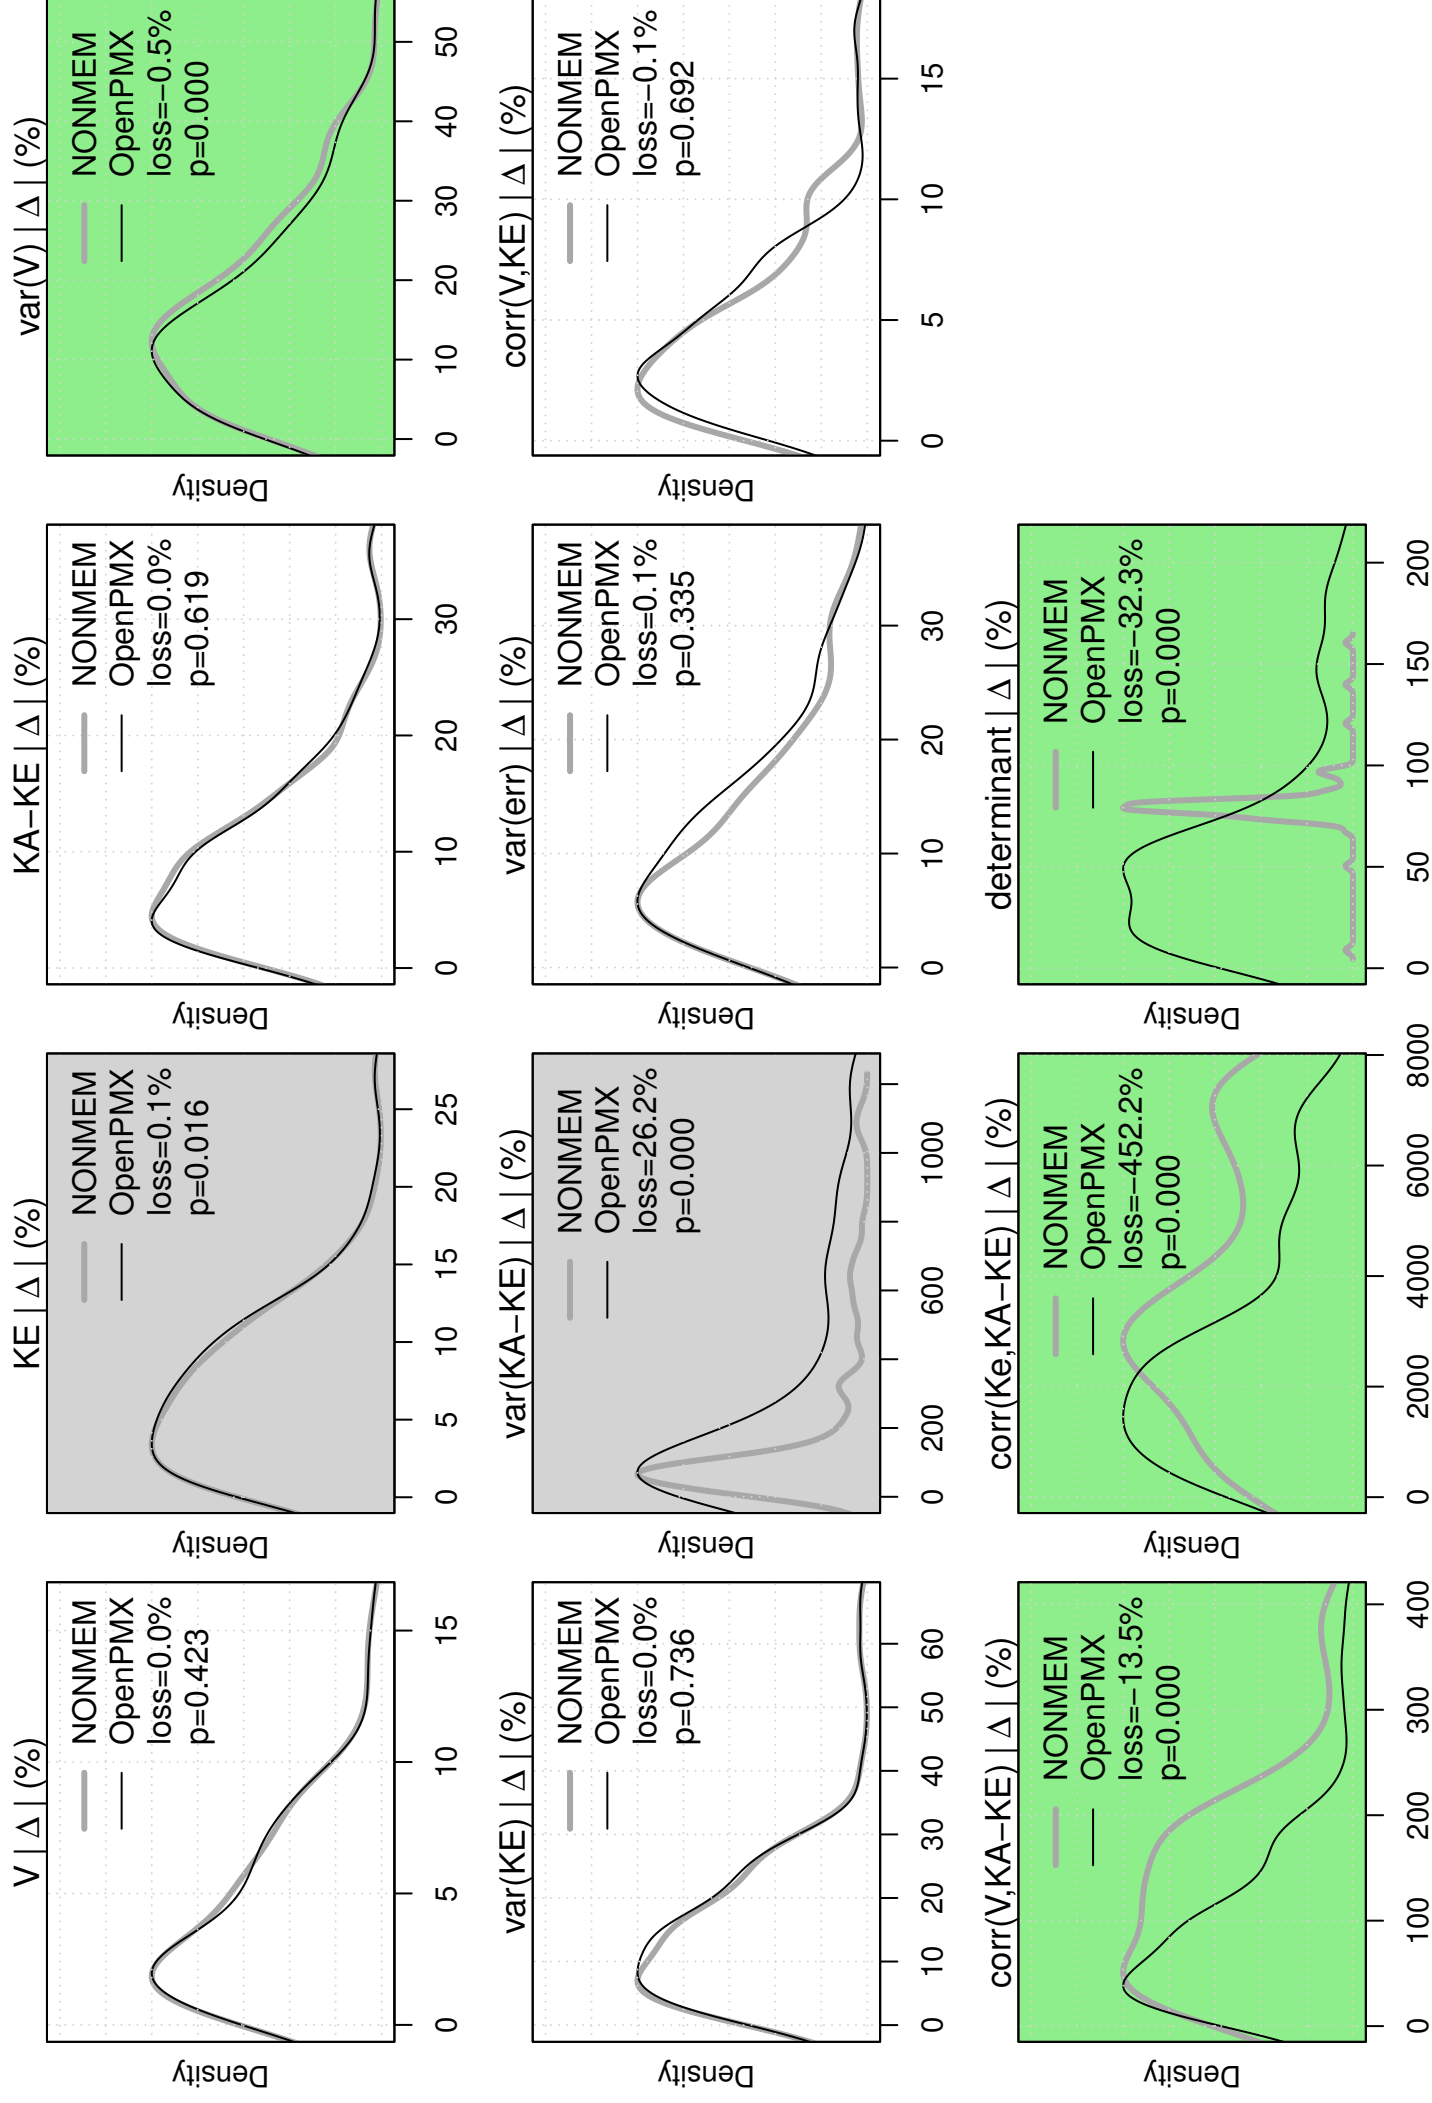 V | Δ | (%)
NONMEM
OpenPMX
loss=0.0%
p=0.423
Density
0 5 10 15
KE | Δ | (%)
NONMEM
OpenPMX
loss=0.1%
p=0.016
Density
0 5 10 15 20 25
KA−KE | Δ | (%)
NONMEM
OpenPMX
loss=0.0%
p=0.619
Density
0 10 20 30
var(V) | Δ | (%)
NONMEM
OpenPMX
loss=−0.5%
p=0.000
Density
0 10 20 30 40 50
var(KE) | Δ | (%)
NONMEM
OpenPMX
loss=0.0%
p=0.736
Density
0 10 20 30 40 50 60
var(KA−KE) | Δ | (%)
NONMEM
OpenPMX
loss=26.2%
p=0.000
Density
0 200 600 1000
var(err) | Δ | (%)
NONMEM
OpenPMX
loss=0.1%
p=0.335
Density
0 10 20 30
corr(V,KE) | Δ | (%)
NONMEM
OpenPMX
loss=−0.1%
p=0.692
Density
0 5 10 15
corr(V,KA−KE) | Δ | (%)
NONMEM
OpenPMX
loss=−13.5%
p=0.000
Density
0 100 200 300 400
corr(Ke,KA−KE) | Δ | (%)
NONMEM
OpenPMX
loss=−452.2%
p=0.000
Density
0 2000 4000 6000 8000
determinant | Δ | (%)
NONMEM
OpenPMX
loss=−32.3%
p=0.000
Density
0 50 100 150 200